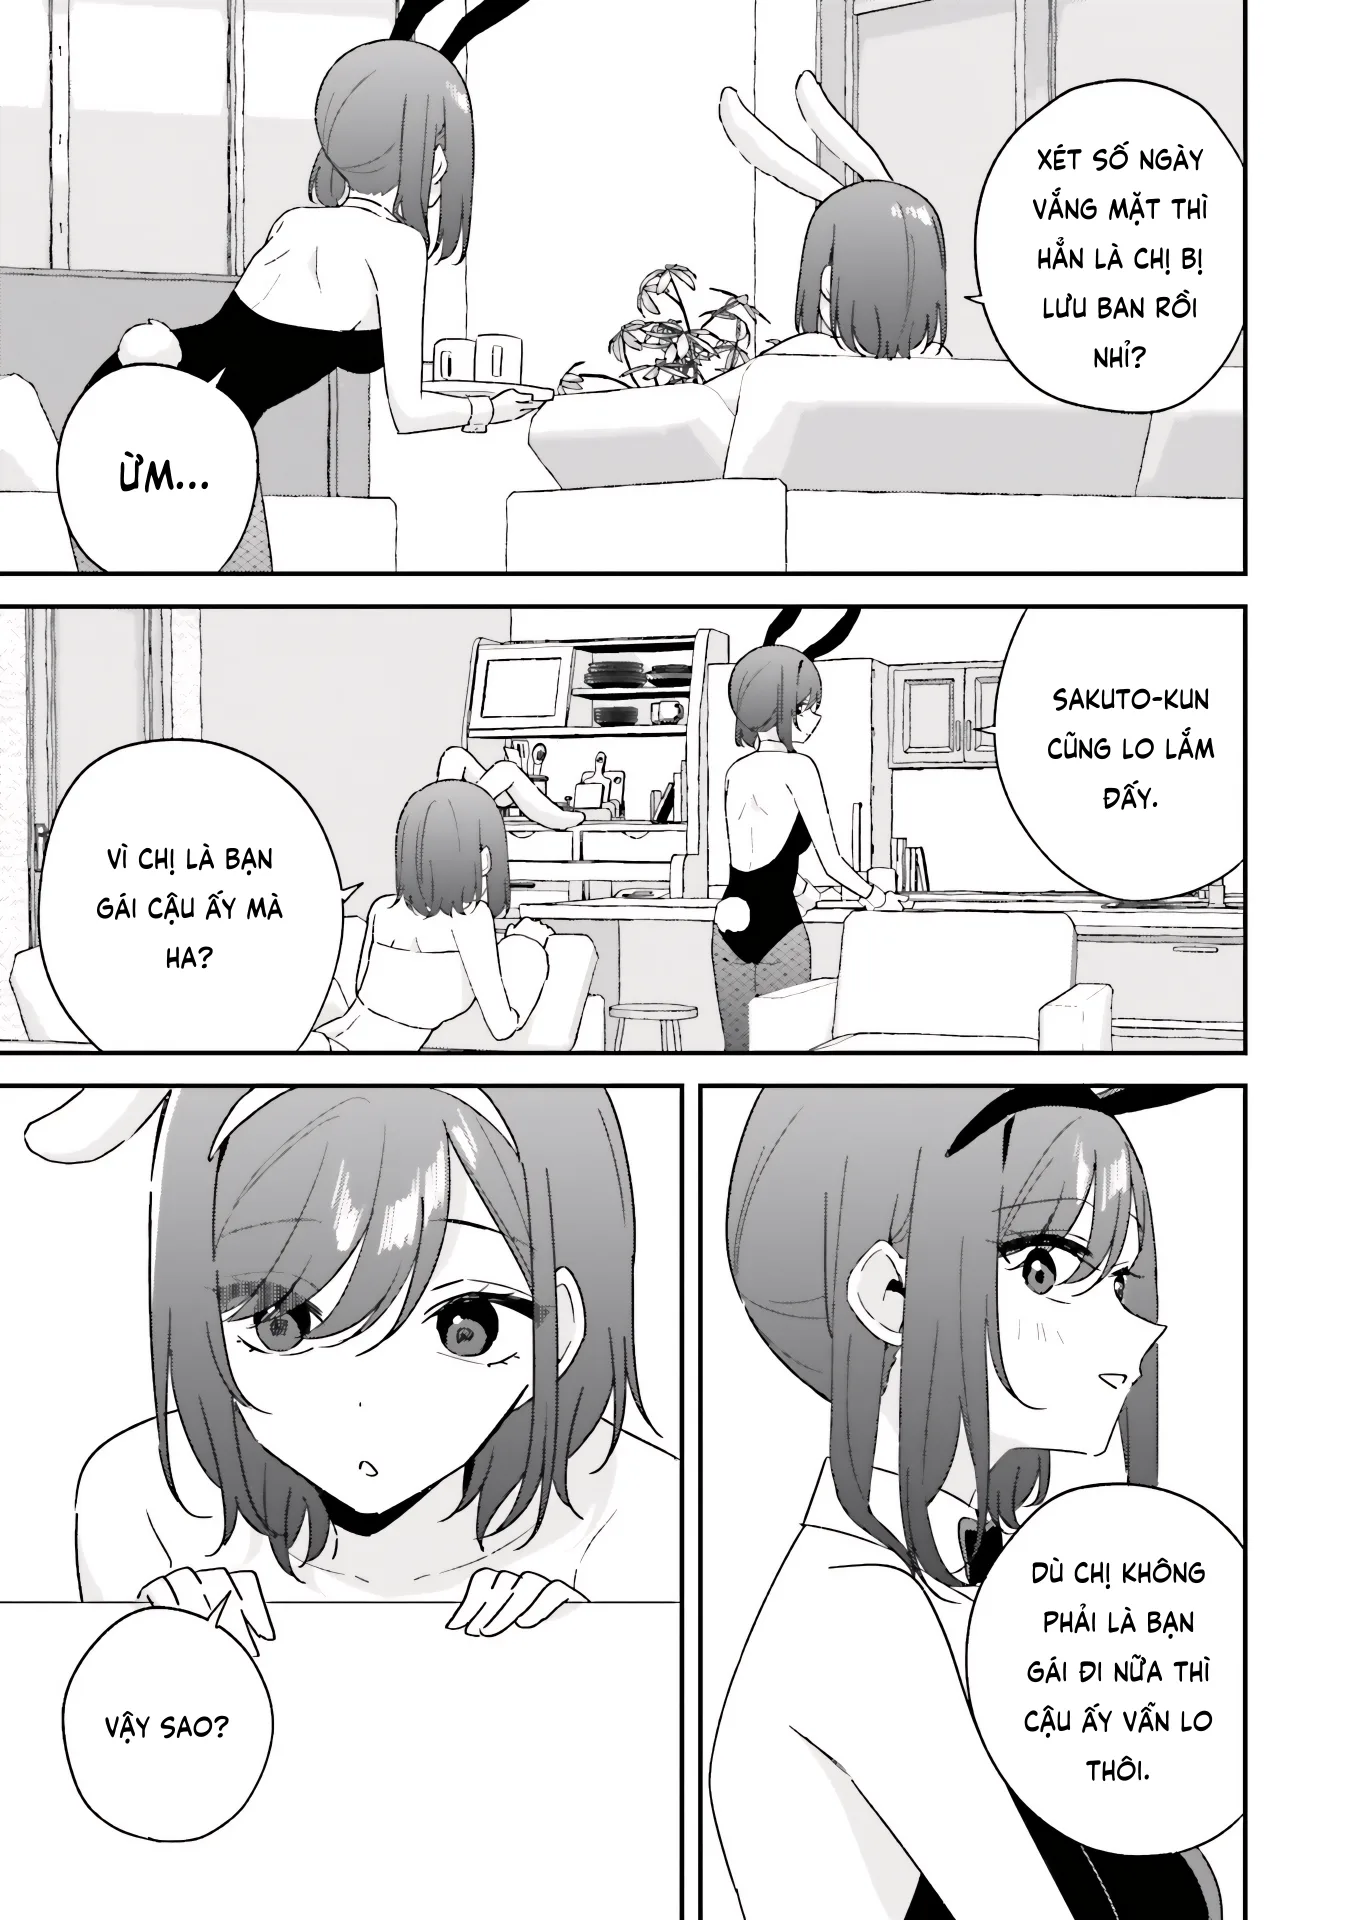 XÉT SỐ NGÀY
VẮNG MẶT THÌ
HẲN LÀ CHỊ BỊ
LƯU BAN RỒI
NHỈ?
ỪM...
SAKUTO-KUN
CŨNG LO LẮM
ĐẤY.
VÌ CHỊ LÀ BẠN
GÁI CẬU ẤY MÀ
HA?
DÙ CHỊ KHÔNG
PHẢI LÀ BẠN
GÁI ĐI NỮA THÌ
CẬU ẤY VẪN LO
THÔI.
VẬY SAO?